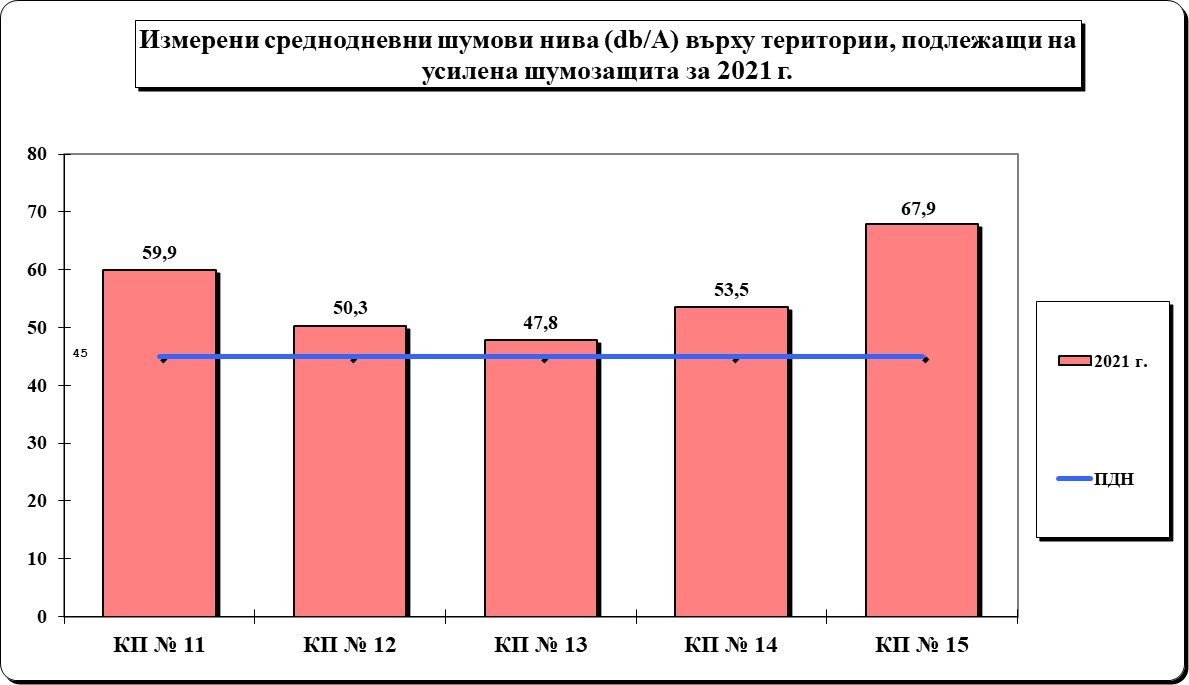 Измерени среднодневни шумови нива (db/A) върху територии, подлежащи на
усилена шумозащита за 2021 г.
80
70
60
50
45
40
30
20
10
0
59,9
50,3
47,8
53,5
67,9
КП № 11
КП № 12
КП № 13
КП № 14
КП № 15
2021 г.
ПДН